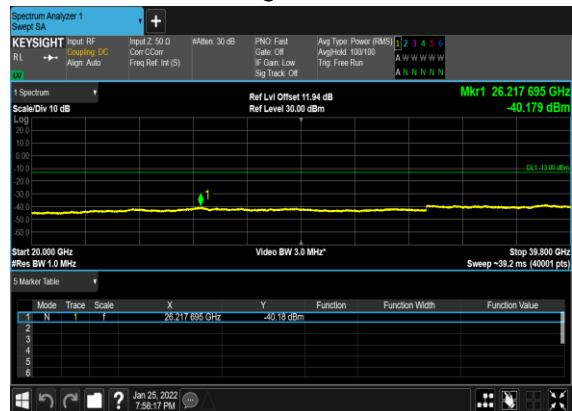 Spectrum Analyzer 1
Swept SA
+
KEYSIGHT Input: RF Input Z: 50 Ω #Atten: 30 dB PNO: Fast Avg Type: Power (RMS) 1 2 3 4 5 6
RL Coupling: DC Corr CCorr Gate: Off Avg|Hold: 100/100 A W W W W W
Align: Auto Freq Ref: Int (S) IF Gain: Low Trig: Free Run
Sig Track: Off A N N N N N
LW
1 Spectrum Ref Lvl Offset 11.94 dB Mkr1 26.217 695 GHz
Scale/Div 10 dB Ref Level 30.00 dBm -40.179 dBm
Log
20.0
10.0
0.00
-10.0 DL1 -13.00 dBm
-20.0
-30.0 1
-40.0
-50.0
-60.0
Start 20.000 GHz Video BW 3.0 MHz* Stop 39.800 GHz
#Res BW 1.0 MHz Sweep ~39.2 ms (40001 pts)
5 Marker Table
Mode Trace Scale X Y Function Function Width Function Value
1 N 1 f 26.217 695 GHz -40.18 dBm
2
3
4
5
6
? Jan 25, 2022
7:58:17 PM